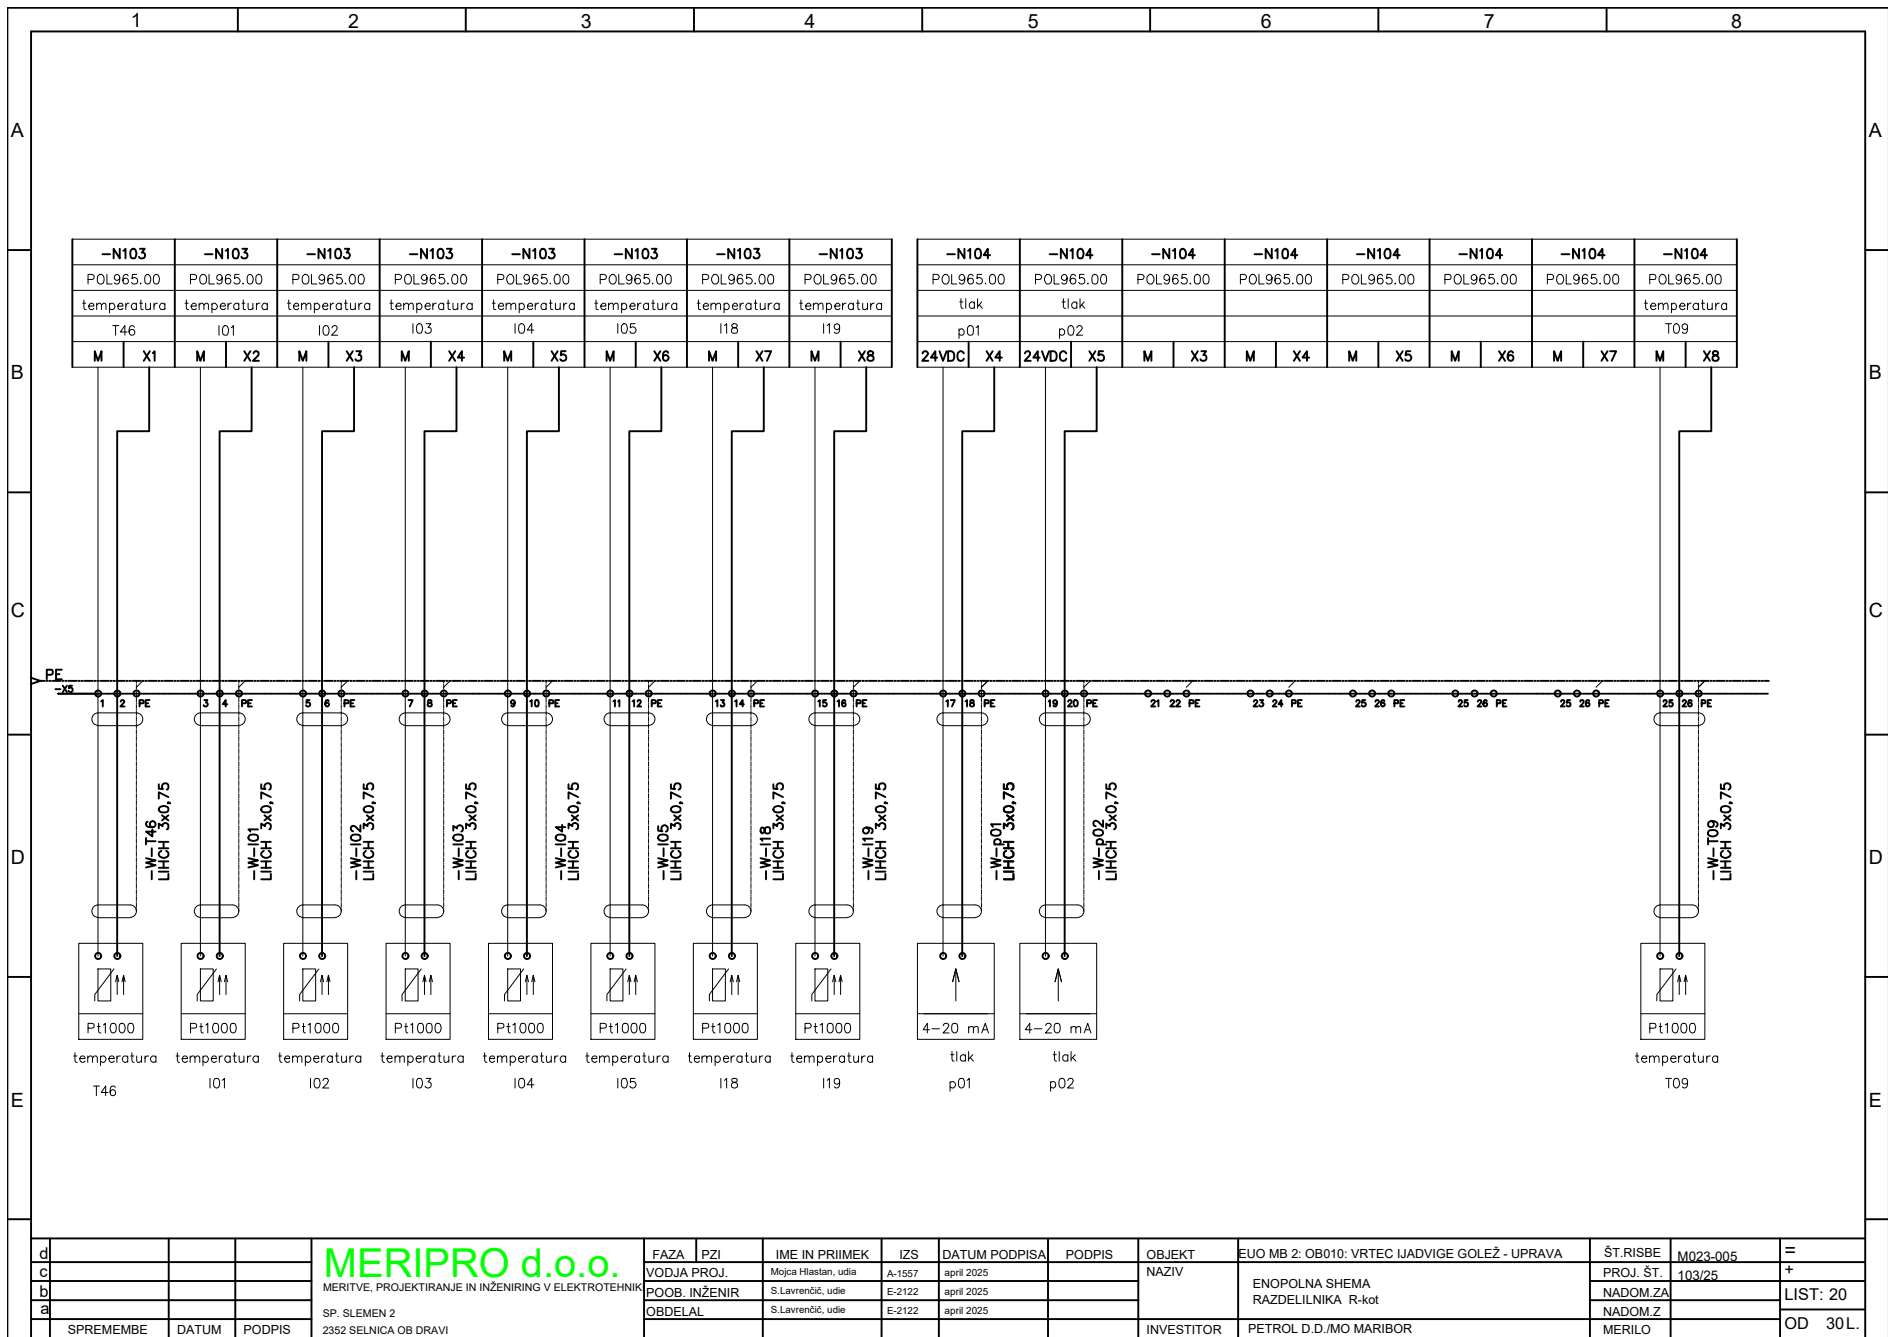 1 2 3 4 5 6 7 8
A A
-N103 -N103 -N103 -N103 -N103 -N103 -N103 -N103 -N104 -N104 -N104 -N104 -N104 -N104 -N104 -N104
POL965.00 POL965.00 POL965.00 POL965.00 POL965.00 POL965.00 POL965.00 POL965.00 POL965.00 POL965.00 POL965.00 POL965.00 POL965.00 POL965.00 POL965.00 POL965.00
temperatura temperatura temperatura temperatura temperatura temperatura temperatura temperatura tlak tlak temperatura
T46 I01 I02 I03 I04 I05 I18 I19 p01 p02 T09
M X1 M X2 M X3 M X4 M X5 M X6 M X7 M X8 24VDC X4 24VDC X5 M X3 M X4 M X5 M X6 M X7 M X8
B B
C C
PE
-X5
1 2 PE 3 4 PE 5 6 PE 7 8 PE 9 10 PE 11 12 PE 13 14 PE 15 16 PE 17 18 PE 19 20 PE 21 22 PE 23 24 PE 25 26 PE 25 26 PE 25 26 PE 25 26 PE
-W-T46
LIHCH 3x0,75
-W-I01
LIHCH 3x0,75
-W-I02
LIHCH 3x0,75
-W-I03
LIHCH 3x0,75
-W-I04
LIHCH 3x0,75
-W-I05
LIHCH 3x0,75
-W-I18
LIHCH 3x0,75
-W-I19
LIHCH 3x0,75
-W-p01
LIHCH 3x0,75
-W-p02
LIHCH 3x0,75
-W-T09
LIHCH 3x0,75
D D
Pt1000 Pt1000 Pt1000 Pt1000 Pt1000 Pt1000 Pt1000 Pt1000 4-20 mA 4-20 mA Pt1000
temperatura temperatura temperatura temperatura temperatura temperatura temperatura temperatura tlak tlak temperatura
T46 I01 I02 I03 I04 I05 I18 I19 p01 p02 T09
E E
d
c
b
a
SPREMEMBE DATUM PODPIS
MERIPRO d.o.o.
MERITVE, PROJEKTIRANJE IN INŽENIRING V ELEKTROTEHNIK
SP. SLEMEN 2
2352 SELNICA OB DRAVI
FAZA PZI IME IN PRIIMEK IZS DATUM PODPISA PODPIS
VODJA PROJ. Mojca Hlastan, udia A-1557 april 2025
POOB. INŽENIR S.Lavrenčič, udie E-2122 april 2025
OBDELAL S.Lavrenčič, udie E-2122 april 2025
OBJEKT EUO MB 2: OB010: VRTEC IJADVIGE GOLEŽ - UPRAVA
NAZIV
ENOPOLNA SHEMA
RAZDELILNIKA R-kot
INVESTITOR PETROL D.D./MO MARIBOR
ŠT.RISBE M023-005
PROJ. ŠT. 103/25
NADOM.ZA
NADOM.Z
MERILO
=
+
LIST: 20
OD 30L.